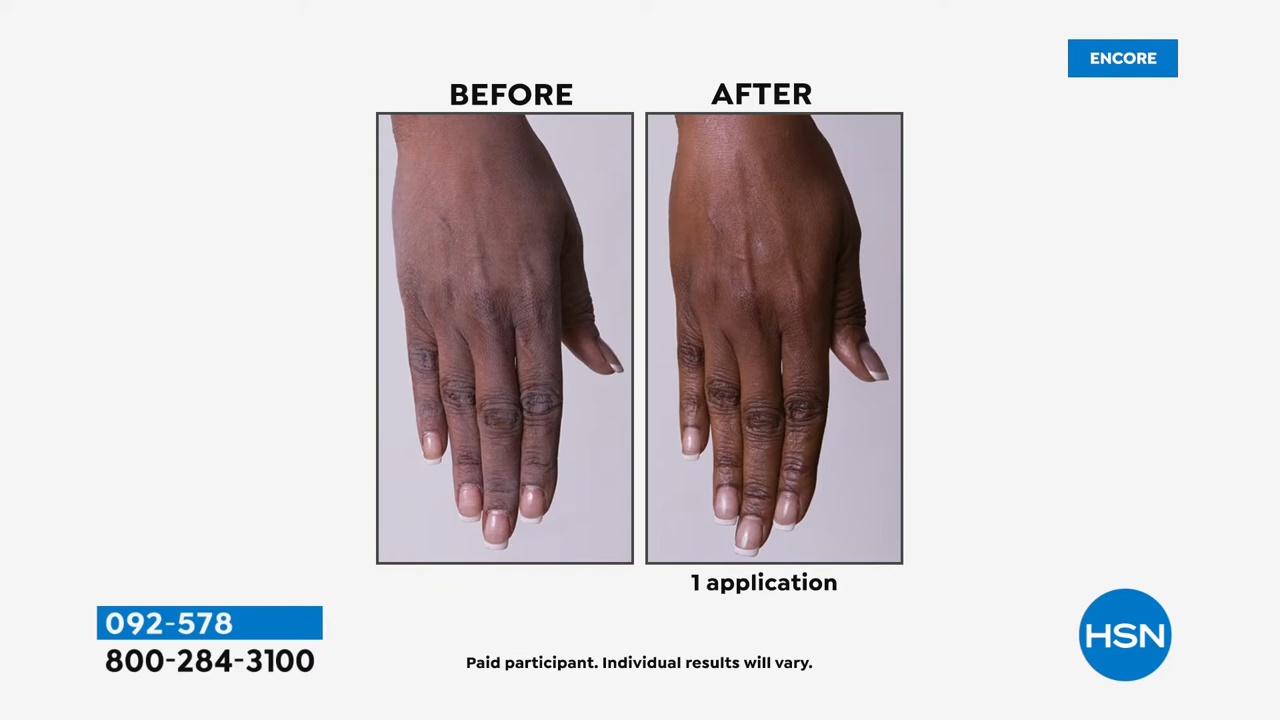 ENCORE
BEFORE
AFTER
1 application
092-578
800-284-3100
Paid participant. Individual results will vary.
HSN